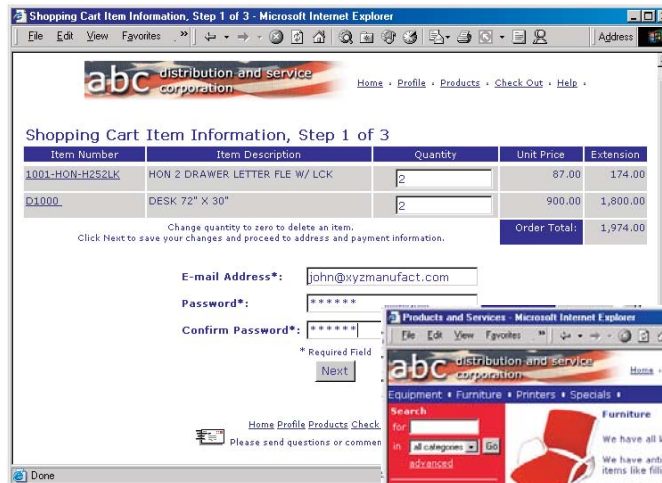 Shopping Cart Item Information, Step 1 of 3 - Microsoft Internet Explorer
File Edit View Favorites » Address
abc distribution and service corporation
Home Profile Products Check Out Help
Shopping Cart Item Information, Step 1 of 3
Item Number Item Description Quantity Unit Price Extension
1001-HON-H252LK HON 2 DRAWER LETTER FLE W/ LCK 2 87.00 174.00
D1000 DESK 72" X 30" 2 900.00 1,800.00
Change quantity to zero to delete an item.
Click Next to save your changes and proceed to address and payment information.
Order Total: 1,974.00
E-mail Address*: john@xyzmanufact.com
Password*: ******
Confirm Password*: ******
* Required Field
Next
Home Profile Products Check
Please send questions or commen
Done
Products and Services - Microsoft Internet Explorer
File Edit View Favorites »
abc distribution and service corporation
Home
Equipment Furniture Printers Specials
Search
for
in all categories Go
advanced
Furniture
We have all
We have anti
items like filli